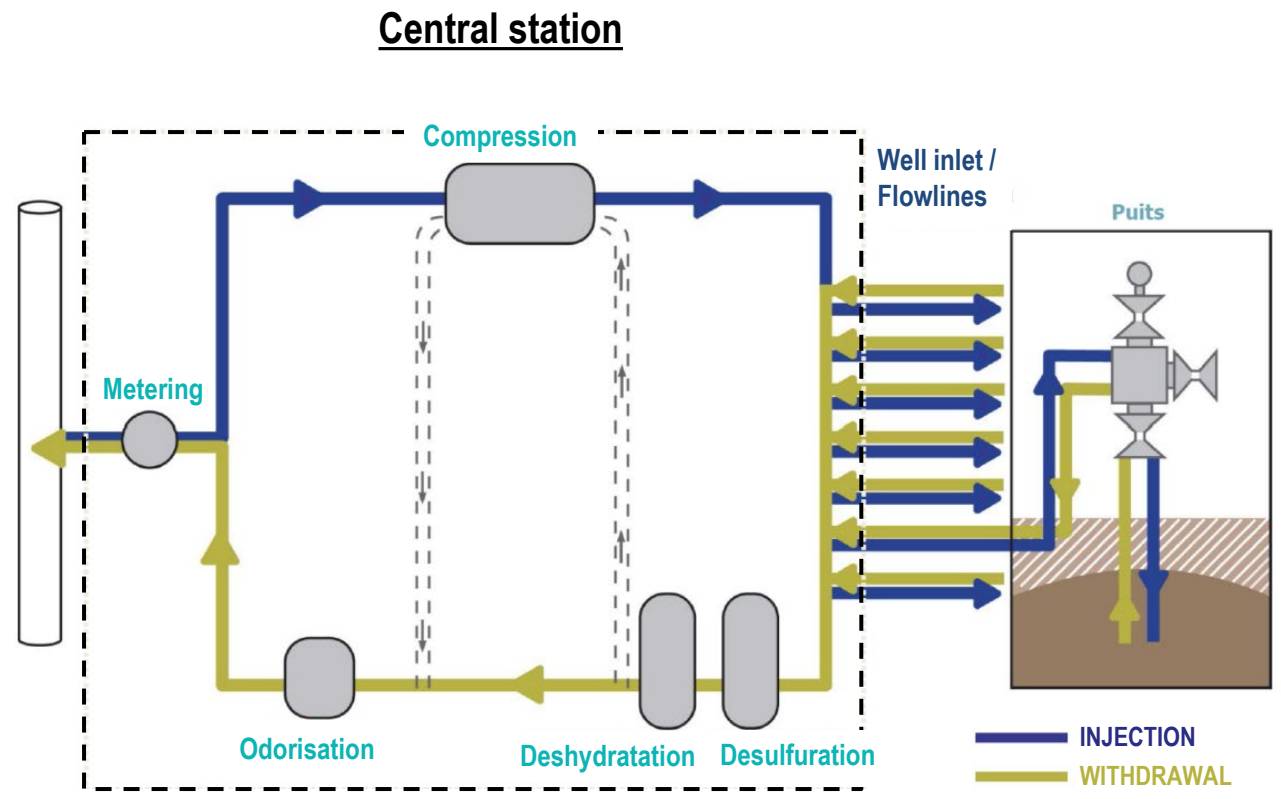 Central station
Compression
Well inlet /
Flowlines
Puits
Metering
Odorisation
Deshydratation
Desulfuration
INJECTION
WITHDRAWAL